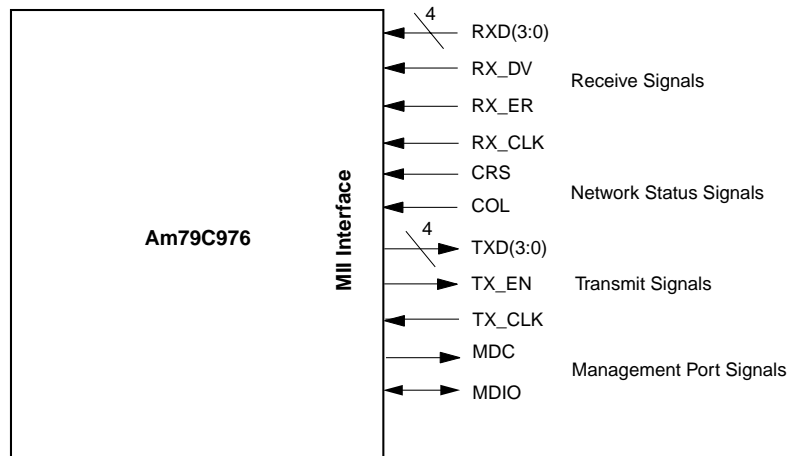 4
RXD(3:0)
RX_DV
Receive Signals
RX_ER
RX_CLK
CRS
Network Status Signals
COL
Am79C976
MII Interface
4
TXD(3:0)
TX_EN
Transmit Signals
TX_CLK
MDC
Management Port Signals
MDIO